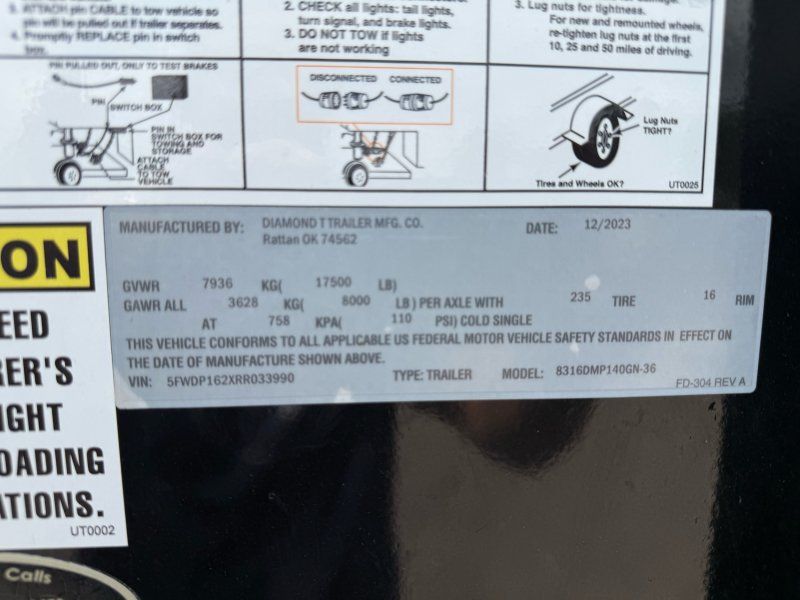 3. ATTACH pin CABLE to tow vehicle so
pin will be pulled out if trailer separates.
4. Promptly REPLACE pin in switch
box.
2. CHECK all lights: tail lights,
turn signal, and brake lights.
3. DO NOT TOW if lights
are not working
3. Lug nuts for tightness.
For new and remounted wheels,
re-tighten lug nuts at the first
10, 25 and 50 miles of driving.
PIN PULLED OUT, ONLY TO TEST BRAKES
PIN
SWITCH BOX
PIN IN
SWITCH BOX FOR
TOWING AND
STORAGE
ATTACH
CABLE
TO TOW
VEHICLE
DISCONNECTED CONNECTED
Lug Nuts
TIGHT?
Tires and Wheels OK?
UT0025
ON
EED
RER'S
IGHT
OADING
ATIONS.
UT0002
Calls
MANUFACTURED BY: DIAMOND T TRAILER MFG. CO. DATE: 12/2023
Rattan OK 74562
GVWR 7936 KG( 17500 LB)
GAWR ALL 3628 KG( 8000 LB) PER AXLE WITH 235 TIRE 16 RIM
AT 758 KPA( 110 PSI) COLD SINGLE
THIS VEHICLE CONFORMS TO ALL APPLICABLE US FEDERAL MOTOR VEHICLE SAFETY STANDARDS IN EFFECT ON
THE DATE OF MANUFACTURE SHOWN ABOVE.
VIN: 5FWDP162XRR033990 TYPE: TRAILER MODEL: 8316DMP140GN-36
FD-304 REV A